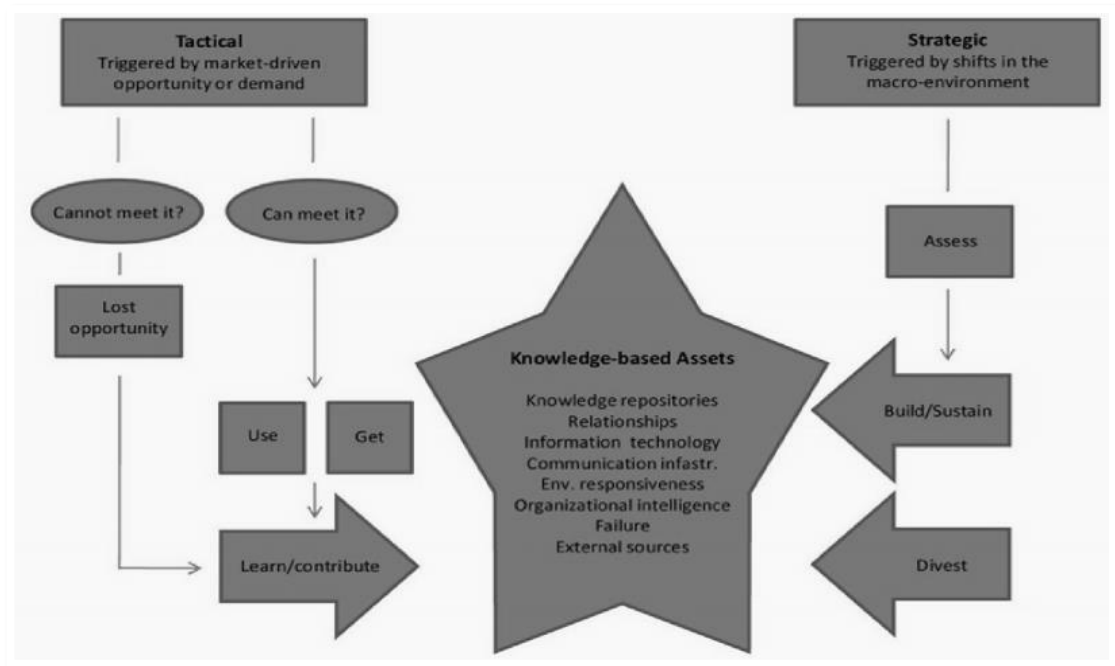 Tactical
Triggered by market-driven
opportunity or demand
Strategic
Triggered by shifts in the
macro-environment
Cannot meet it?
Can meet it?
Assess
Lost
opportunity
Use
Get
Learn/contribute
Knowledge-based Assets
Knowledge repositories
Relationships
Information technology
Communication infastr.
Env. responsiveness
Organizational intelligence
Failure
External sources
Build/Sustain
Divest